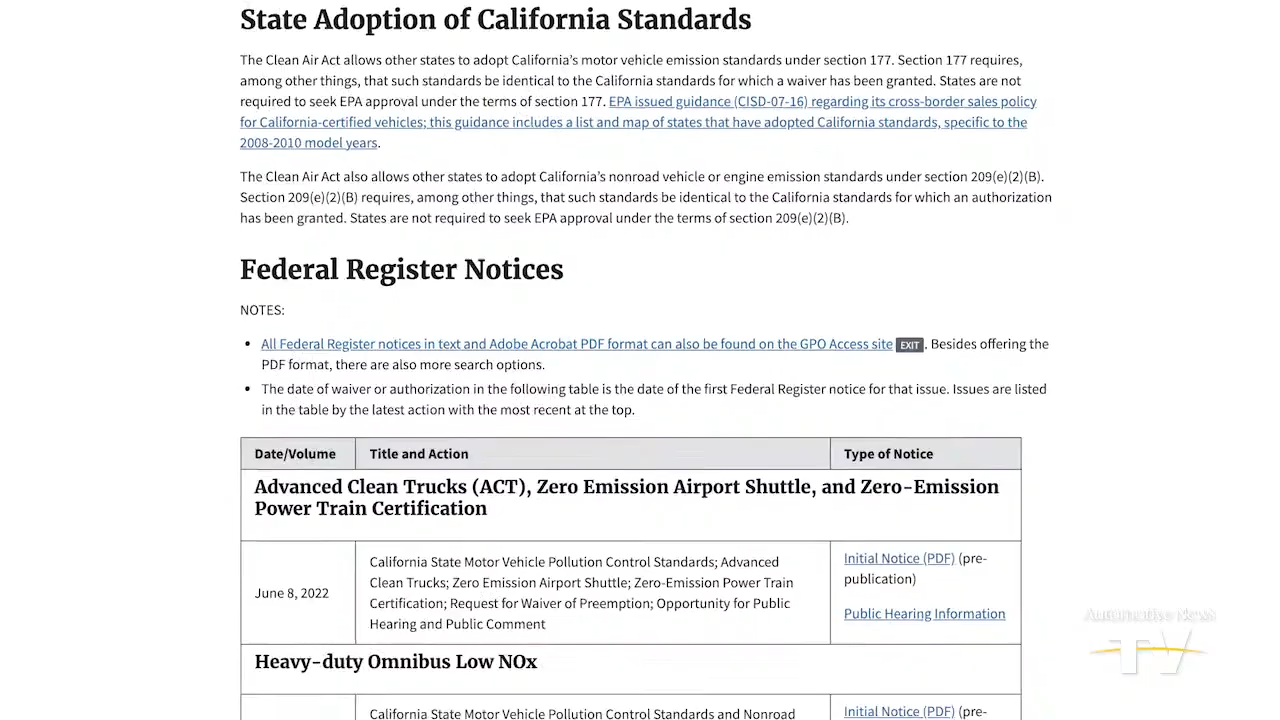 State Adoption of California Standards
The Clean Air Act allows other states to adopt California's motor vehicle emission standards under section 177. Section 177 requires,
among other things, that such standards be identical to the California standards for which a waiver has been granted. States are not
required to seek EPA approval under the terms of section 177. EPA issued guidance (CISD-07-16) regarding its cross-border sales policy
for California-certified vehicles; this guidance includes a list and map of states that have adopted California standards, specific to the
2008-2010 model years.
The Clean Air Act also allows other states to adopt California's nonroad vehicle or engine emission standards under section 209(e)(2)(B).
Section 209(e)(2)(B) requires, among other things, that such standards be identical to the California standards for which an authorization
has been granted. States are not required to seek EPA approval under the terms of section 209(e)(2)(B).
Federal Register Notices
NOTES:
• All Federal Register notices in text and Adobe Acrobat PDF format can also be found on the GPO Access site EXIT. Besides offering the
PDF format, there are also more search options.
• The date of waiver or authorization in the following table is the date of the first Federal Register notice for that issue. Issues are listed
in the table by the latest action with the most recent at the top.
Date/Volume Title and Action Type of Notice
Advanced Clean Trucks (ACT), Zero Emission Airport Shuttle, and Zero-Emission
Power Train Certification
June 8, 2022
California State Motor Vehicle Pollution Control Standards; Advanced
Clean Trucks; Zero Emission Airport Shuttle; Zero-Emission Power Train
Certification; Request for Waiver of Preemption; Opportunity for Public
Hearing and Public Comment
Initial Notice (PDF) (pre-
publication)
Public Hearing Information
Heavy-duty Omnibus Low NOx
California State Motor Vehicle Pollution Control Standards and Nonroad
Initial Notice (PDF) (pre-
Automotive News
TV